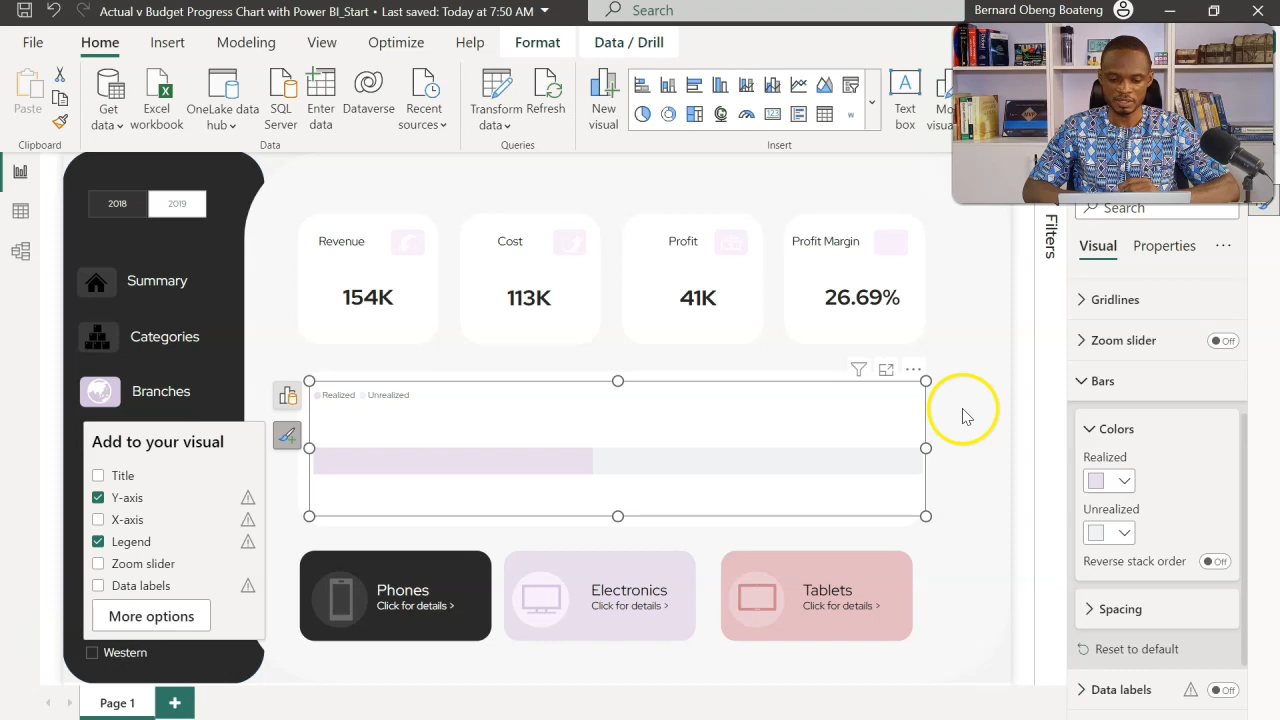 Actual v Budget Progress Chart with Power BI_Start • Last saved: Today at 7:50 AM
Search
Bernard Obeng Boateng
File
Home
Insert
Modeling
View
Optimize
Help
Format
Data / Drill
Paste
Get data
Excel workbook
OneLake data hub
SQL Server
Enter data
Dataverse
Recent sources
Transform data
Refresh
New visual
Text box
Clipboard
Data
Queries
Insert
2018
2019
Summary
Categories
Branches
Revenue
Cost
Profit
Profit Margin
154K
113K
41K
26.69%
Realized
Unrealized
Add to your visual
Title
Y-axis
X-axis
Legend
Zoom slider
Data labels
More options
Western
Phones
Click for details >
Electronics
Click for details >
Tablets
Click for details >
Filters
Search
Visual
Properties
Gridlines
Zoom slider
Off
Bars
Colors
Realized
Unrealized
Reverse stack order
Off
Spacing
Reset to default
Data labels
Off
Page 1